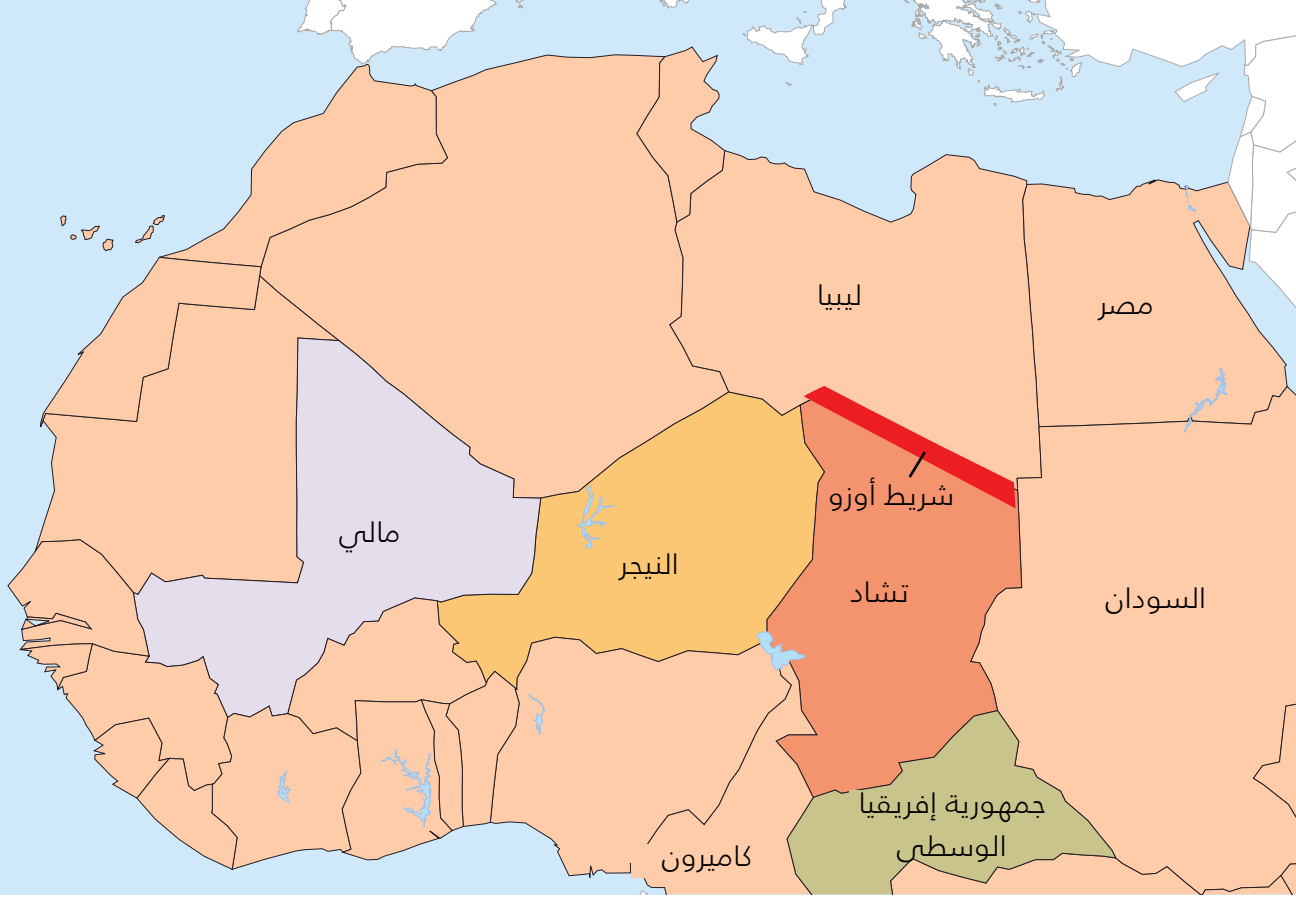 ليبيا
مصر
شريط أوزو
مالي
النيجر
تشاد
السودان
جمهورية إفريقيا
الوسطى
كاميرون